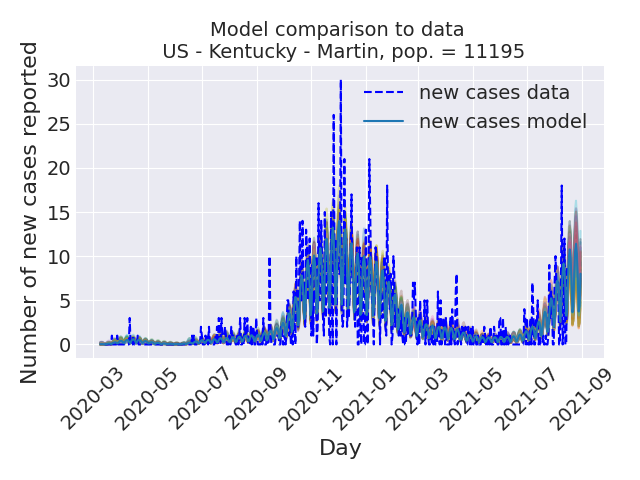 Model comparison to data
US - Kentucky - Martin, pop. = 11195
Number of new cases reported
30
25
20
15
10
5
0
new cases data
new cases model
2020-03
2020-05
2020-07
2020-09
2020-11
2021-01
2021-03
2021-05
2021-07
2021-09
Day